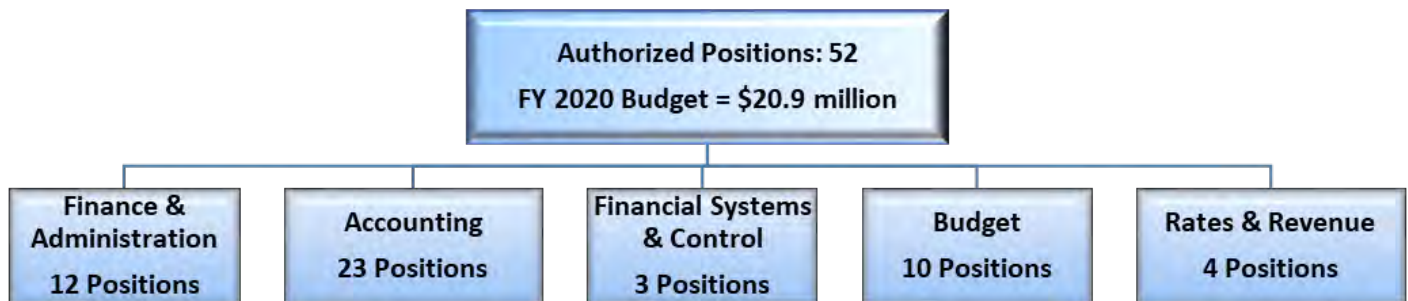 Authorized Positions: 52
FY 2020 Budget = $20.9 million
Finance &
Administration
12 Positions
Accounting
23 Positions
Financial Systems
& Control
3 Positions
Budget
10 Positions
Rates & Revenue
4 Positions